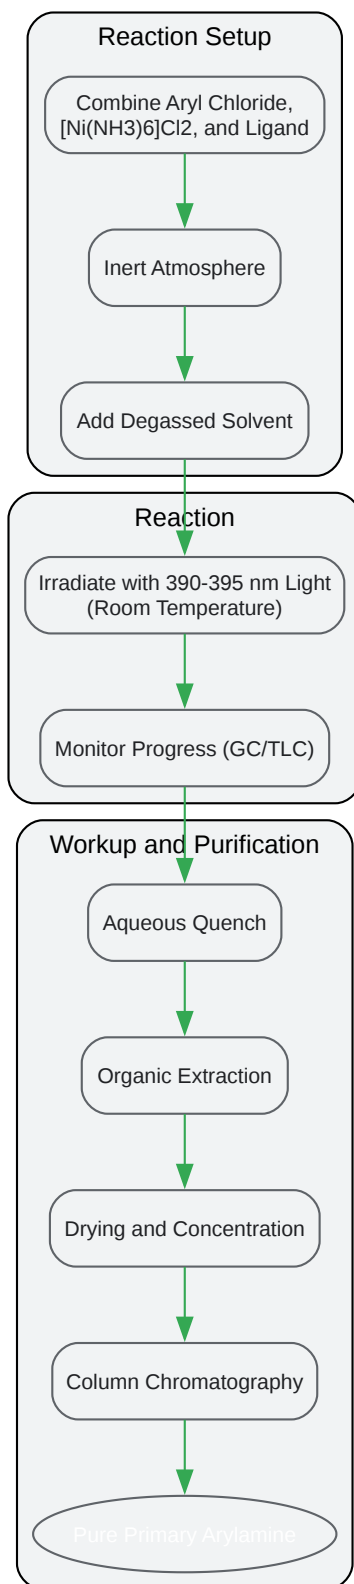 Reaction Setup
Combine Aryl Chloride,
[Ni(NH3)6]Cl2, and Ligand
Inert Atmosphere
Add Degassed Solvent
Reaction
Irradiate with 390-395 nm Light
(Room Temperature)
Monitor Progress (GC/TLC)
Workup and Purification
Aqueous Quench
Organic Extraction
Drying and Concentration
Column Chromatography
Pure Primary Arylamine